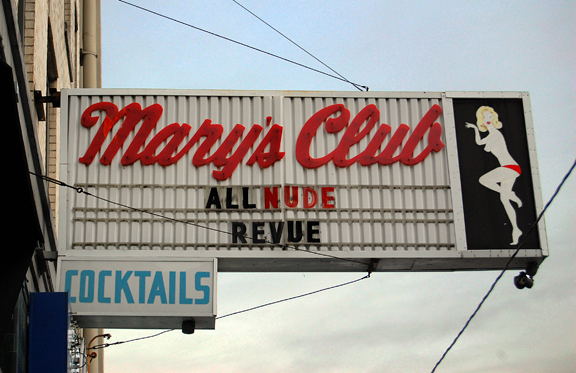 Mary's Club
ALL NUDE
REVUE
COCKTAILS